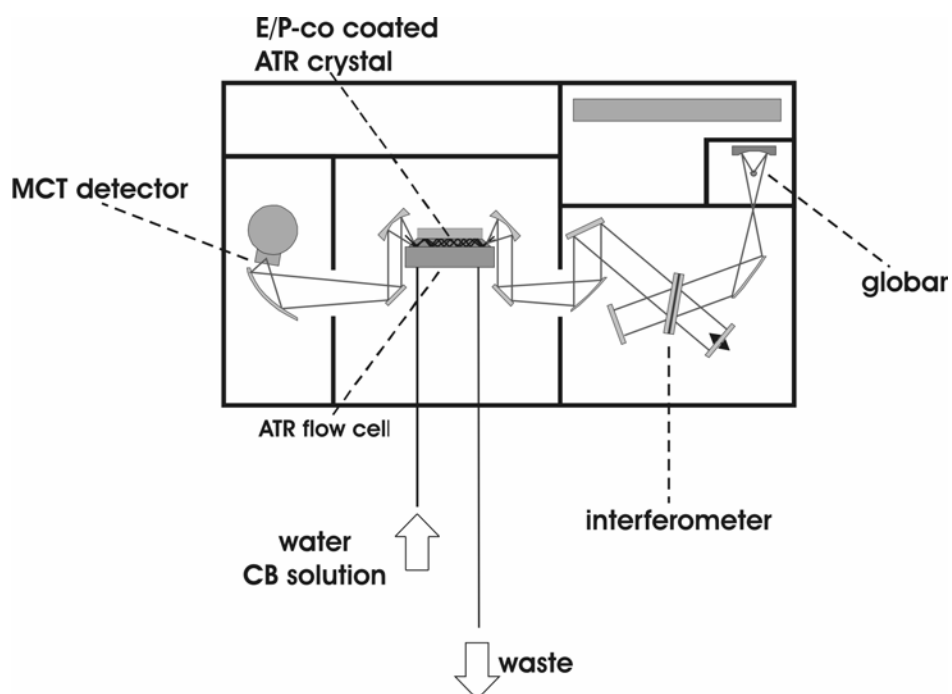 E/P-co coated
ATR crystal
MCT detector
globar
ATR flow cell
interferometer
water
CB solution
waste